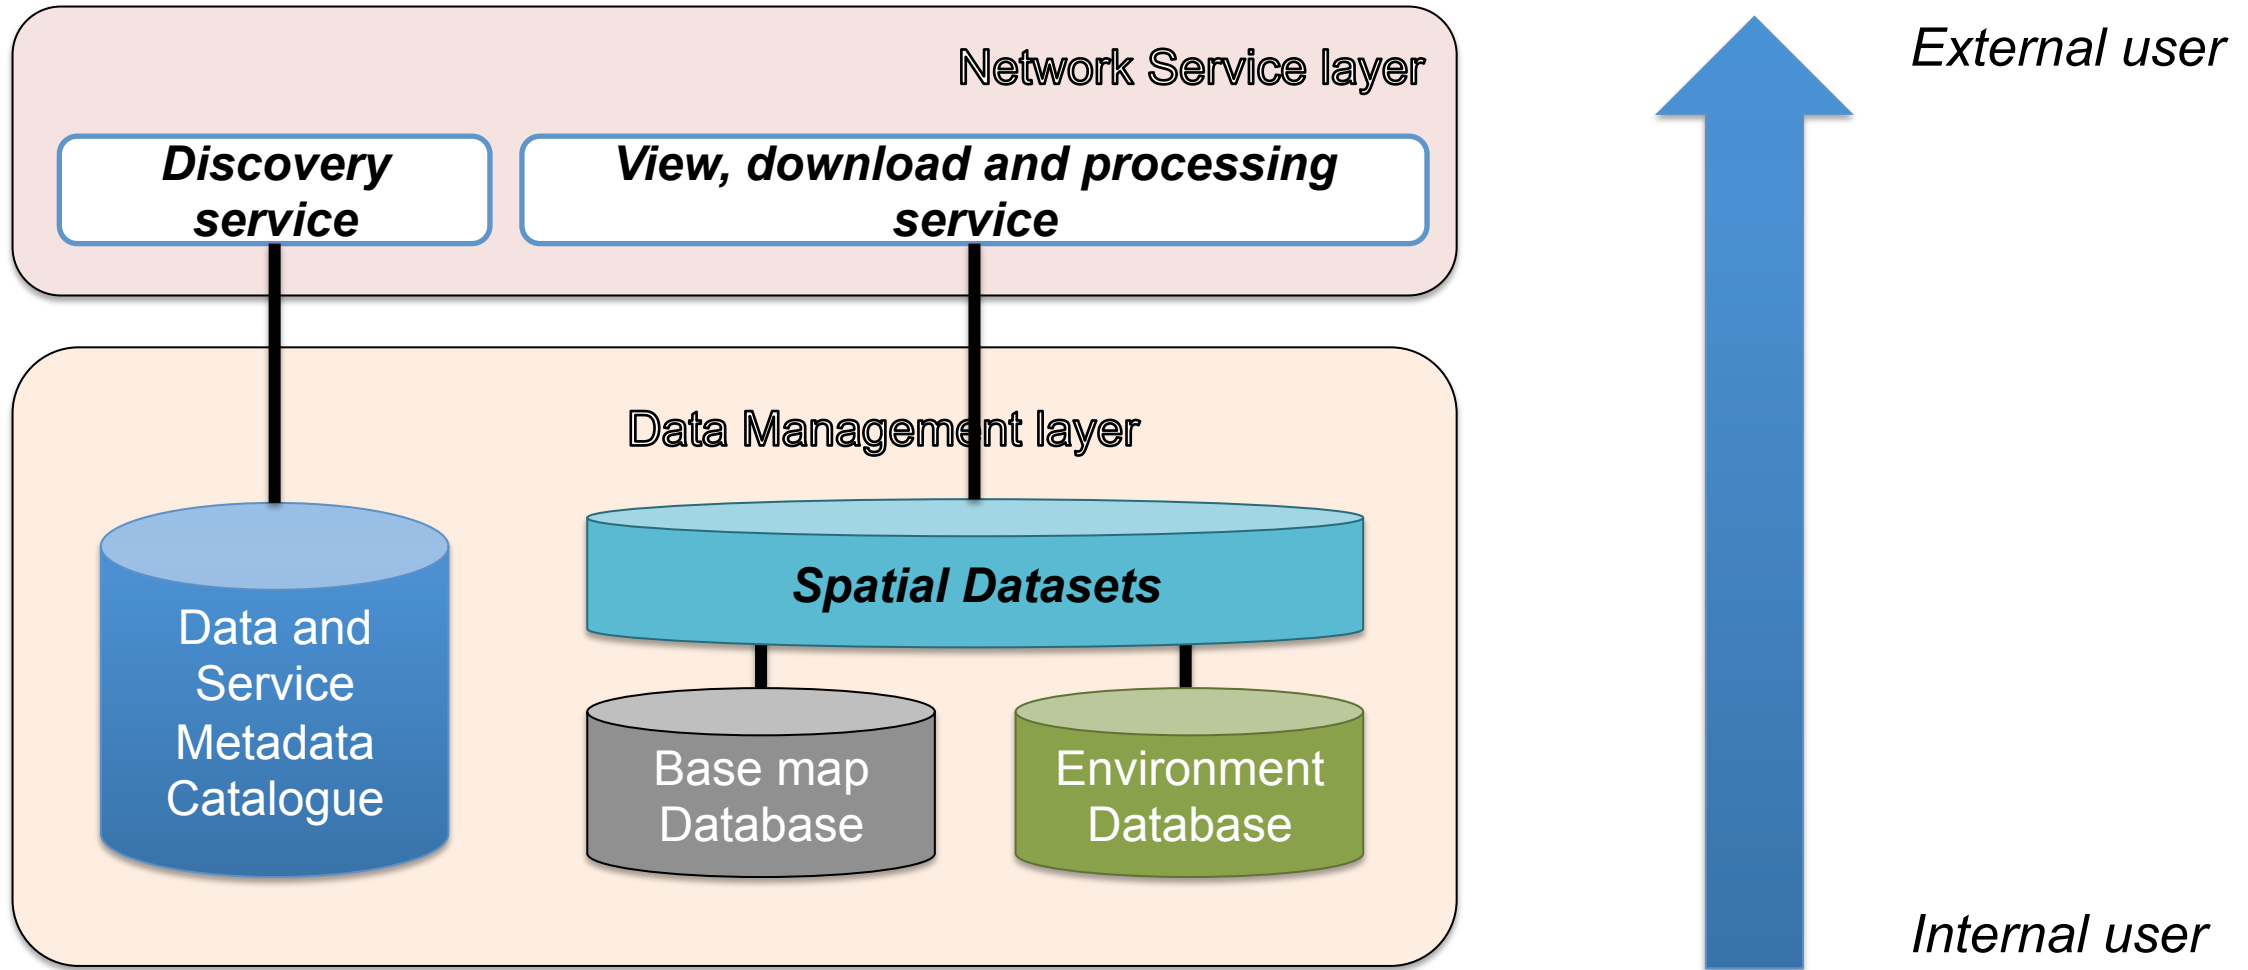 Network Service layer
External user
Discovery
service
View, download and processing
service
Data Management layer
Data and
Service
Metadata
Catalogue
Spatial Datasets
Base map
Database
Environment
Database
Internal user